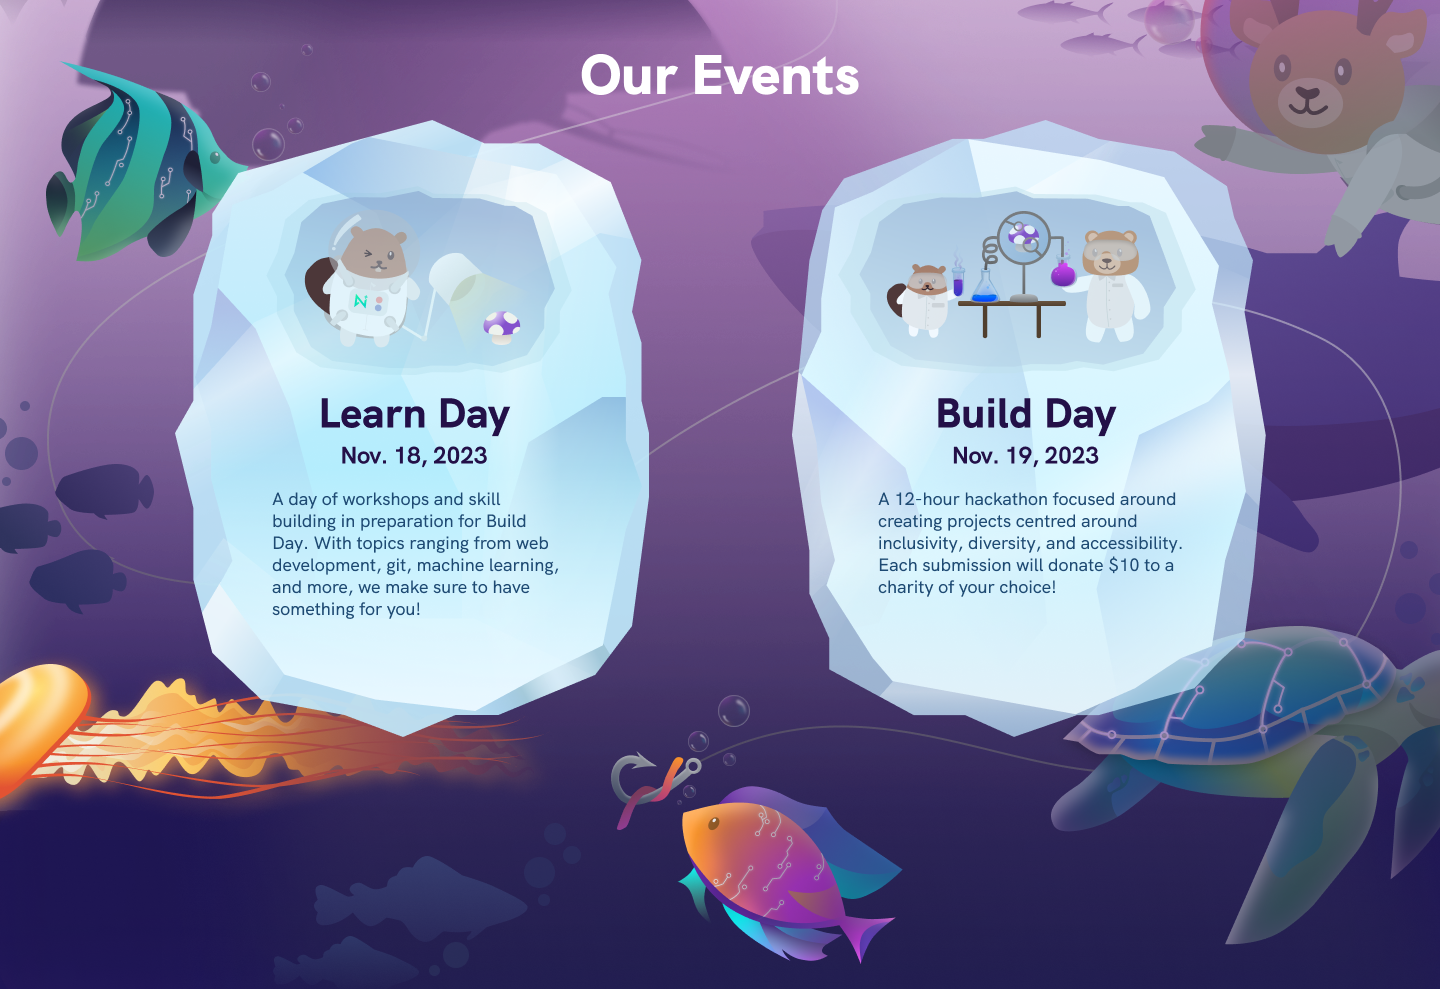 Our Events
Learn Day
Nov. 18, 2023
A day of workshops and skill
building in preparation for Build
Day. With topics ranging from web
development, git, machine learning,
and more, we make sure to have
something for you!
Build Day
Nov. 19, 2023
A 12-hour hackathon focused around
creating projects centred around
inclusivity, diversity, and accessibility.
Each submission will donate $10 to a
charity of your choice!